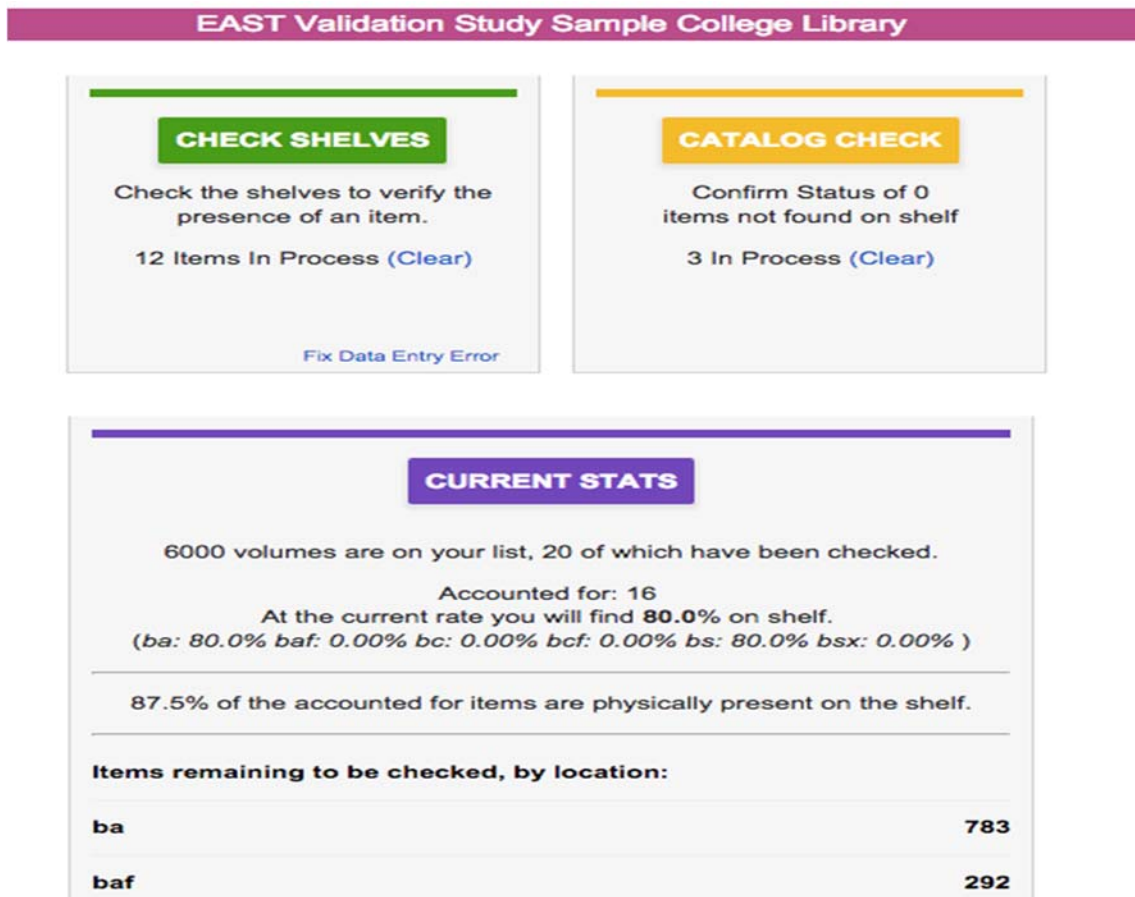 EAST Validation Study Sample College Library
CHECK SHELVES
Check the shelves to verify the
presence of an item.
12 Items In Process (Clear)
Fix Data Entry Error
CATALOG CHECK
Confirm Status of 0
items not found on shelf
3 In Process (Clear)
CURRENT STATS
6000 volumes are on your list, 20 of which have been checked.
Accounted for: 16
At the current rate you will find 80.0% on shelf.
(ba: 80.0% baf: 0.00% bc: 0.00% bcf: 0.00% bs: 80.0% bsx: 0.00% )
87.5% of the accounted for items are physically present on the shelf.
Items remaining to be checked, by location:
ba 783
baf 292